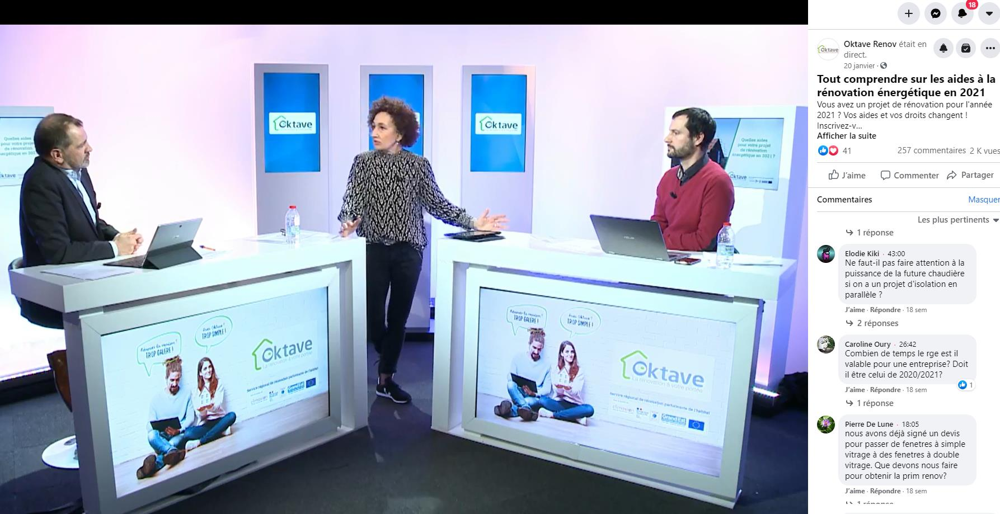 18
Oktave Renov était en
direct.
20 janvier
Tout comprendre sur les aides à la
rénovation énergétique en 2021
Vous avez un projet de rénovation pour l'année
2021 ? Vos aides et vos droits changent !
Inscrivez-v...
Afficher la suite
41
257 commentaires 2 K vues
J'aime
Commenter
Partager
Commentaires
Masquer
Les plus pertinents
1 réponse
Elodie Kiki · 43:00
Ne faut-il pas faire attention à la
puissance de la future chaudière
si on a un projet d'isolation en
parallèle ?
J'aime · Répondre · 18 sem
2 réponses
Caroline Oury · 26:42
Combien de temps le rge est il
valable pour une entreprise? Doit
il être celui de 2020/2021?
1
J'aime · Répondre · 18 sem
1 réponse
Pierre De Lune · 18:05
nous avons déjà signé un devis
pour passer de fenetres à simple
vitrage à des fenetres à double
vitrage. Que devons nous faire
pour obtenir la prim renov?
J'aime · Répondre · 18 sem
1 réponse
Oktave
Oktave
Oktave
Quelles aides
pour votre projet
de rénovation
énergétique en 2021 ?
Oktave
Quelles aides
pour votre projet
de rénovation
énergétique en 202
ktave
Rénover la maison !
TROP GALÈRE !
Avec Oktave !
TROP SIMPLE !
Oktave
La rénovation à votre portée
Service régional de rénovation performante de l'habitat
climaxion
GrandEst
Rénover la maison !
TROP GALÈRE !
Avec Oktave !
TROP SIMPLE !
Oktave
La rénovation à votre portée
Service régional de rénovation performante de l'habitat
climaxion
GrandEst